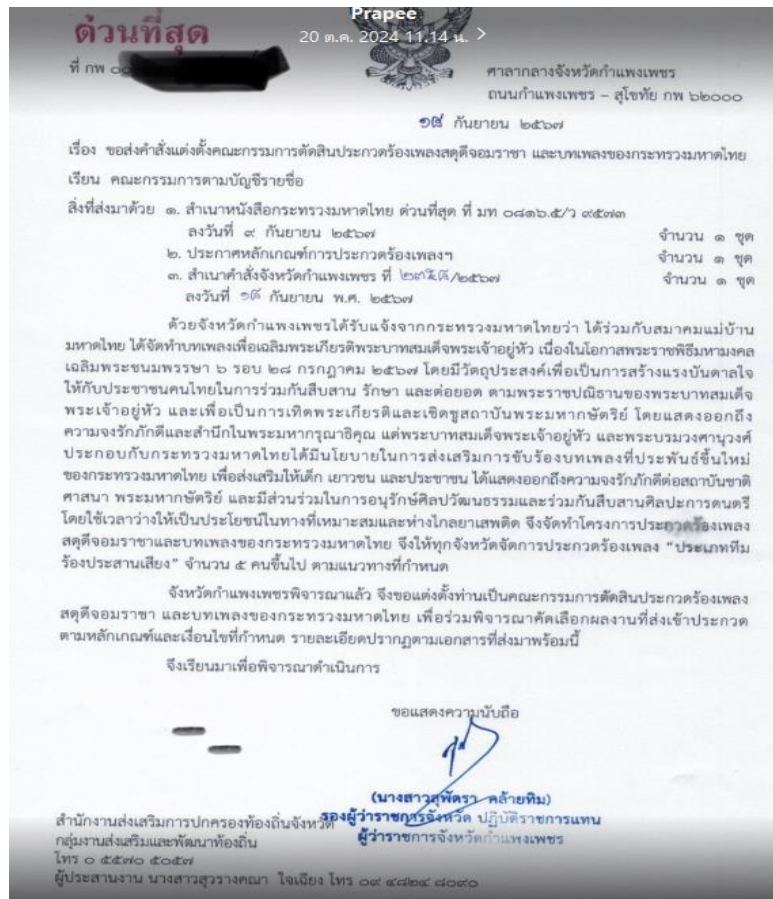 Prapee
20 ต.ค. 2024 11.14 น. >
ด่วนที่สุด
ที่ กพ
ศาลากลางจังหวัดกำแพงเพชร
ถนนกำแพงเพชร – สุโขทัย กพ ๖๒๐๐๐
กันยายน ๒๕๖๗
เรื่อง ขอส่งคำสั่งแต่งตั้งคณะกรรมการตัดสินประกวดร้องเพลงสดุดีจอมราชา และบทเพลงของกระทรวงมหาดไทย
เรียน คณะกรรมการตามบัญชีรายชื่อ
สิ่งที่ส่งมาด้วย ๑. สำเนาหนังสือกระทรวงมหาดไทย ด่วนที่สุด ที่ มท ๐๘๑๖.๕/ว ๙๕๗๓
ลงวันที่ ๙ กันยายน ๒๕๖๗ จำนวน ๑ ชุด
๒. ประกาศหลักเกณฑ์การประกวดร้องเพลงฯ จำนวน ๑ ชุด
๓. สำเนาคำสั่งจังหวัดกำแพงเพชร ที่ /๒๕๖๗ จำนวน ๑ ชุด
ลงวันที่ กันยายน พ.ศ. ๒๕๖๗
ด้วยจังหวัดกำแพงเพชรได้รับแจ้งจากกระทรวงมหาดไทยว่า ได้ร่วมกับสมาคมแม่บ้าน
มหาดไทย ได้จัดทำบทเพลงเพื่อเฉลิมพระเกียรติพระบาทสมเด็จพระเจ้าอยู่หัว เนื่องในโอกาสพระราชพิธีมหามงคล
เฉลิมพระชนมพรรษา ๖ รอบ ๒๘ กรกฎาคม ๒๕๖๗ โดยมีวัตถุประสงค์เพื่อเป็นการสร้างแรงบันดาลใจ
ให้กับประชาชนคนไทยในการร่วมกันสืบสาน รักษา และต่อยอด ตามพระราชปณิธานของพระบาทสมเด็จ
พระเจ้าอยู่หัว และเพื่อเป็นการเทิดพระเกียรติและเชิดชูสถาบันพระมหากษัตริย์ โดยแสดงออกถึง
ความจงรักภักดีและสำนึกในพระมหากรุณาธิคุณ แด่พระบาทสมเด็จพระเจ้าอยู่หัว และพระบรมวงศานุวงศ์
ประกอบกับกระทรวงมหาดไทยได้มีนโยบายในการส่งเสริมการขับร้องบทเพลงที่ประพันธ์ขึ้นใหม่
ของกระทรวงมหาดไทย เพื่อส่งเสริมให้เด็ก เยาวชน และประชาชน ได้แสดงออกถึงความจงรักภักดีต่อสถาบันชาติ
ศาสนา พระมหากษัตริย์ และมีส่วนร่วมในการอนุรักษ์ศิลปวัฒนธรรมและร่วมกันสืบสานศิลปะการดนตรี
โดยใช้เวลาว่างให้เป็นประโยชน์ในทางที่เหมาะสมและห่างไกลยาเสพติด จึงจัดทำโครงการประกวดร้องเพลง
สดุดีจอมราชาและบทเพลงของกระทรวงมหาดไทย จึงให้ทุกจังหวัดจัดการประกวดร้องเพลง “ประเภททีม
ร้องประสานเสียง” จำนวน ๕ คนขึ้นไป ตามแนวทางที่กำหนด
จังหวัดกำแพงเพชรพิจารณาแล้ว จึงขอแต่งตั้งท่านเป็นคณะกรรมการตัดสินประกวดร้องเพลง
สดุดีจอมราชา และบทเพลงของกระทรวงมหาดไทย เพื่อร่วมพิจารณาคัดเลือกผลงานที่ส่งเข้าประกวด
ตามหลักเกณฑ์และเงื่อนไขที่กำหนด รายละเอียดปรากฏตามเอกสารที่ส่งมาพร้อมนี้
จึงเรียนมาเพื่อพิจารณาดำเนินการ
ขอแสดงความนับถือ
(นางสาวสุพัตรา คล้ายทิม)
รองผู้ว่าราชการจังหวัด ปฏิบัติราชการแทน
ผู้ว่าราชการจังหวัดกำแพงเพชร
สำนักงานส่งเสริมการปกครองท้องถิ่นจังหวัด
กลุ่มงานส่งเสริมและพัฒนาท้องถิ่น
โทร ๐ ๕๕๗๐ ๕๐๕๗
ผู้ประสานงาน นางสาวสุวรางคณา ใจเฉียง โทร ๐๙ ๔๘๒๔ ๘๐๙๐